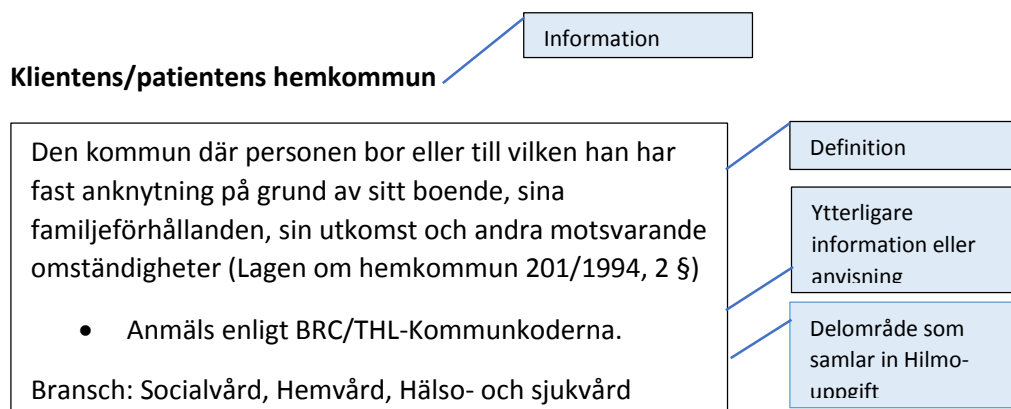 Information
Klientens/patientens hemkommun
Den kommun där personen bor eller till vilken han har
fast anknytning på grund av sitt boende, sina
familjeförhållanden, sin utkomst och andra motsvarande
omständigheter (Lagen om hemkommun 201/1994, 2 §)
• Anmäls enligt BRC/THL-Kommunkoderna.
Bransch: Socialvård, Hemvård, Hälso- och sjukvård
Definition
Ytterligare
information eller
anvisning
Delområde som
samlar in Hilmo-
uppgift